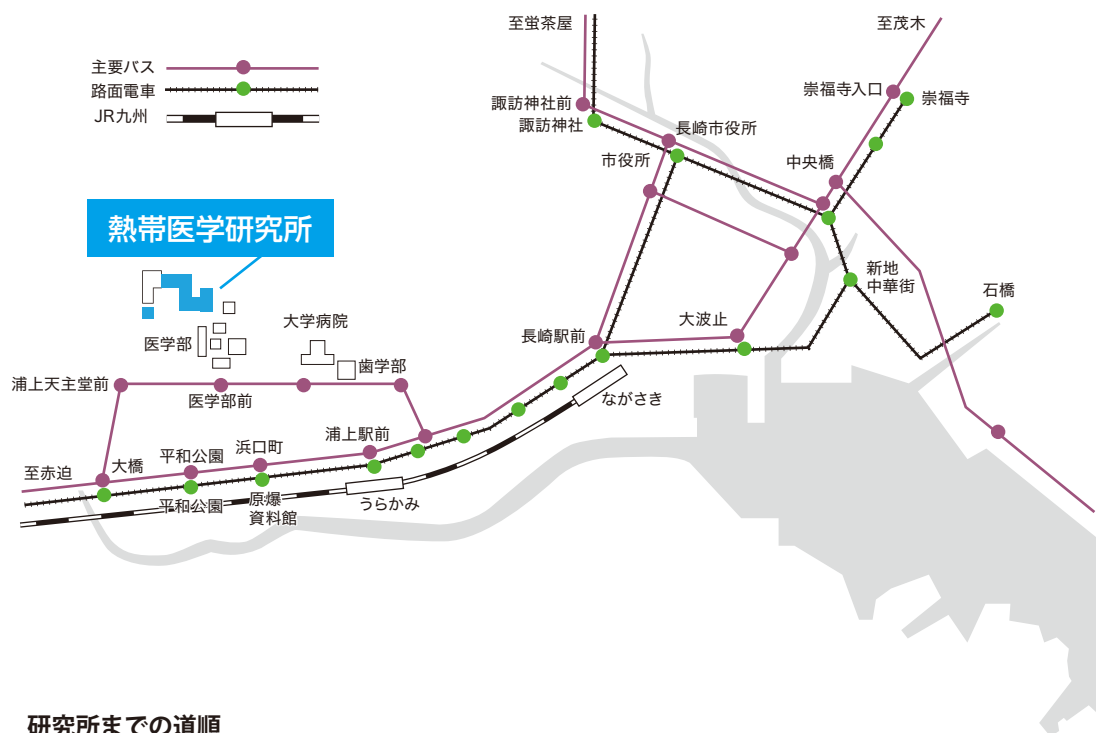 至蛍茶屋
至茂木
主要バス
路面電車
JR九州
諏訪神社前
諏訪神社
長崎市役所
崇福寺入口
崇福寺
市役所
中央橋
熱帯医学研究所
新地
中華街
石橋
大学病院
医学部
長崎駅前
大波止
歯学部
浦上天主堂前
医学部前
ながさき
浦上駅前
浜口町
平和公園
大橋
至赤迫
平和公園
原爆
資料館
うらかみ
研究所までの道順